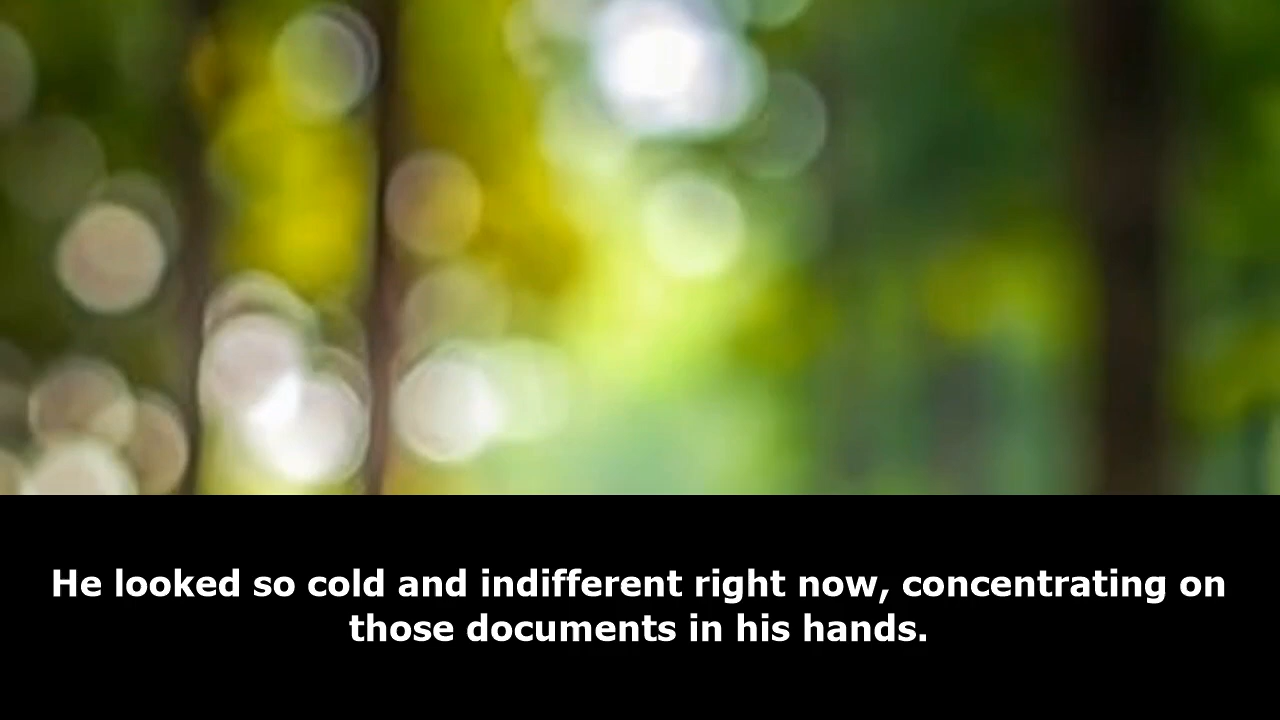 He looked so cold and indifferent right now, concentrating on
those documents in his hands.